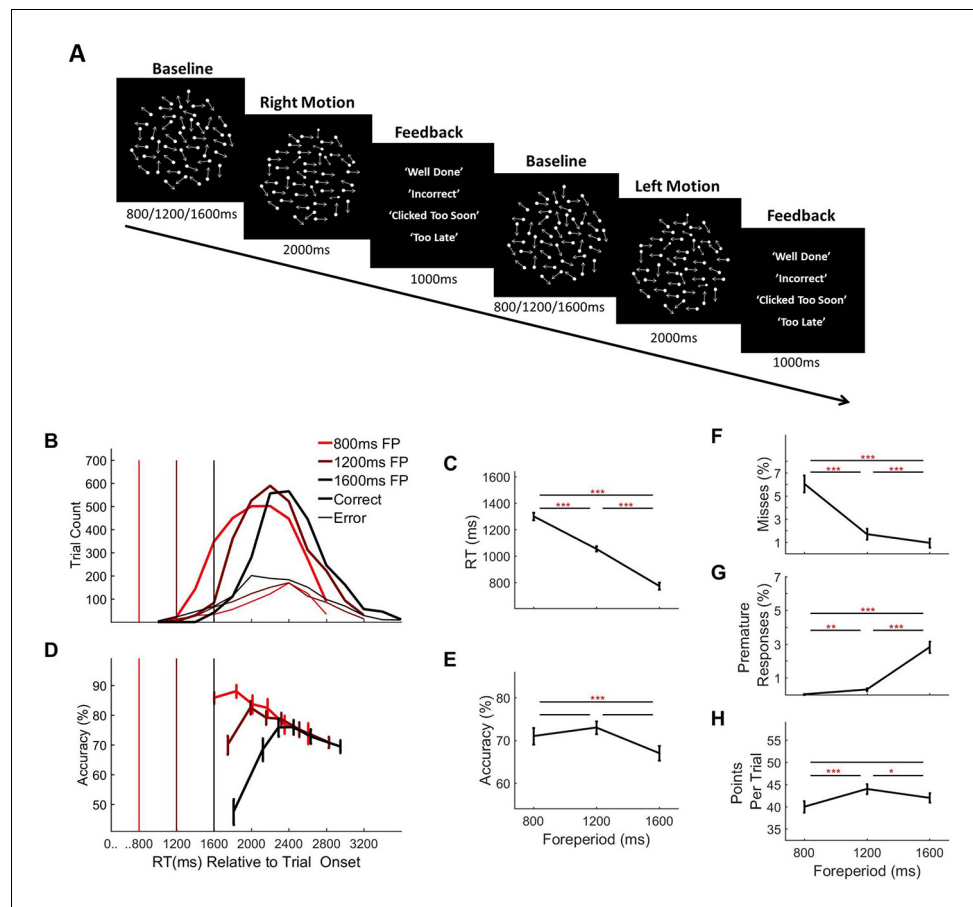 A
Baseline
Right Motion
Feedback
Baseline
Left Motion
Feedback
'Well Done'
'Incorrect'
'Clicked Too Soon'
'Too Late'
'Well Done'
'Incorrect'
'Clicked Too Soon'
'Too Late'
800/1200/1600ms
2000ms
1000ms
800/1200/1600ms
2000ms
1000ms
B
800ms FP
1200ms FP
1600ms FP
Correct
Error
700
600
500
400
300
200
100
Trial Count
C
***
*** ***
1600
1400
1200
1000
800
RT (ms)
D
90
80
70
60
50
Accuracy (%)
0.. ..800 1200 1600 2000 2400 2800 3200
RT(ms) Relative to Trial Onset
E
***
80
70
60
Accuracy (%)
800 1200 1600
Foreperiod (ms)
F
***
*** ***
7
5
3
1
Misses (%)
G
***
** ***
7
5
3
1
Premature
Responses (%)
H
*** *
55
50
45
40
35
Points
Per Trial
800 1200 1600
Foreperiod (ms)